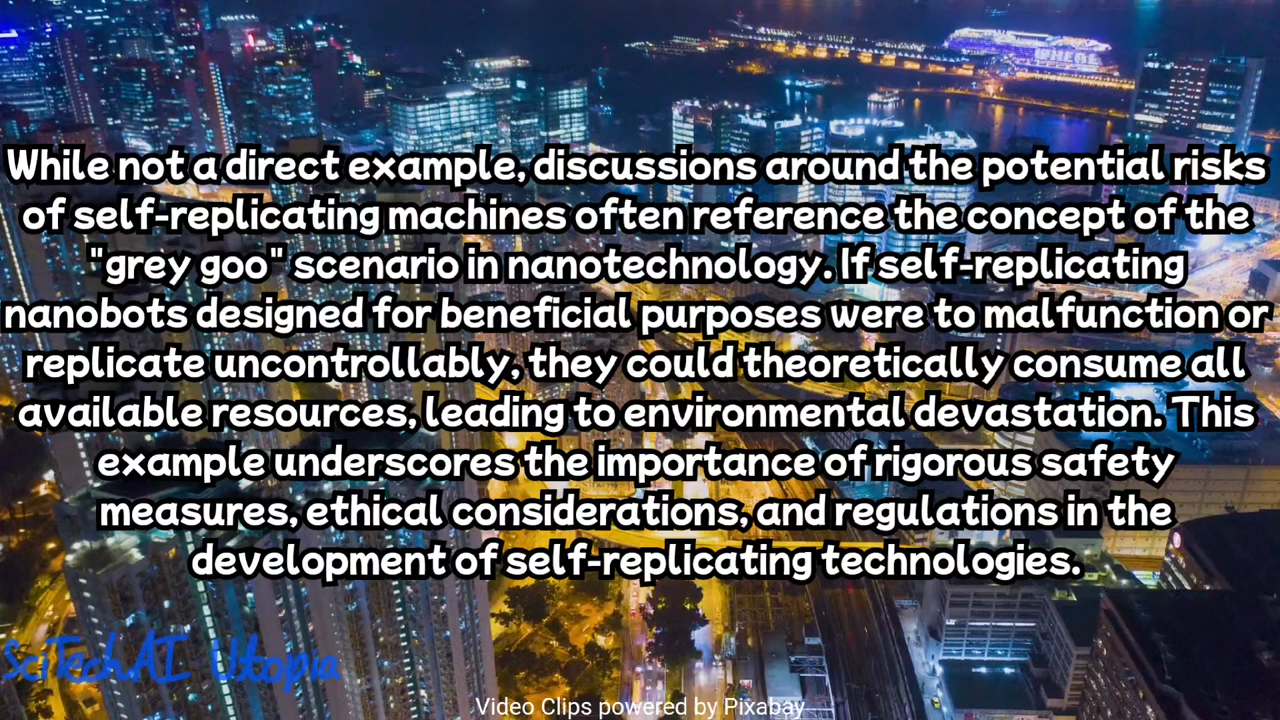 While not a direct example, discussions around the potential risks
of self-replicating machines often reference the concept of the
"grey goo" scenario in nanotechnology. If self-replicating
nanobots designed for beneficial purposes were to malfunction or
replicate uncontrollably, they could theoretically consume all
available resources, leading to environmental devastation. This
example underscores the importance of rigorous safety
measures, ethical considerations, and regulations in the
development of self-replicating technologies.
SciTechAI Utopia
Video Clips powered by Pixabay